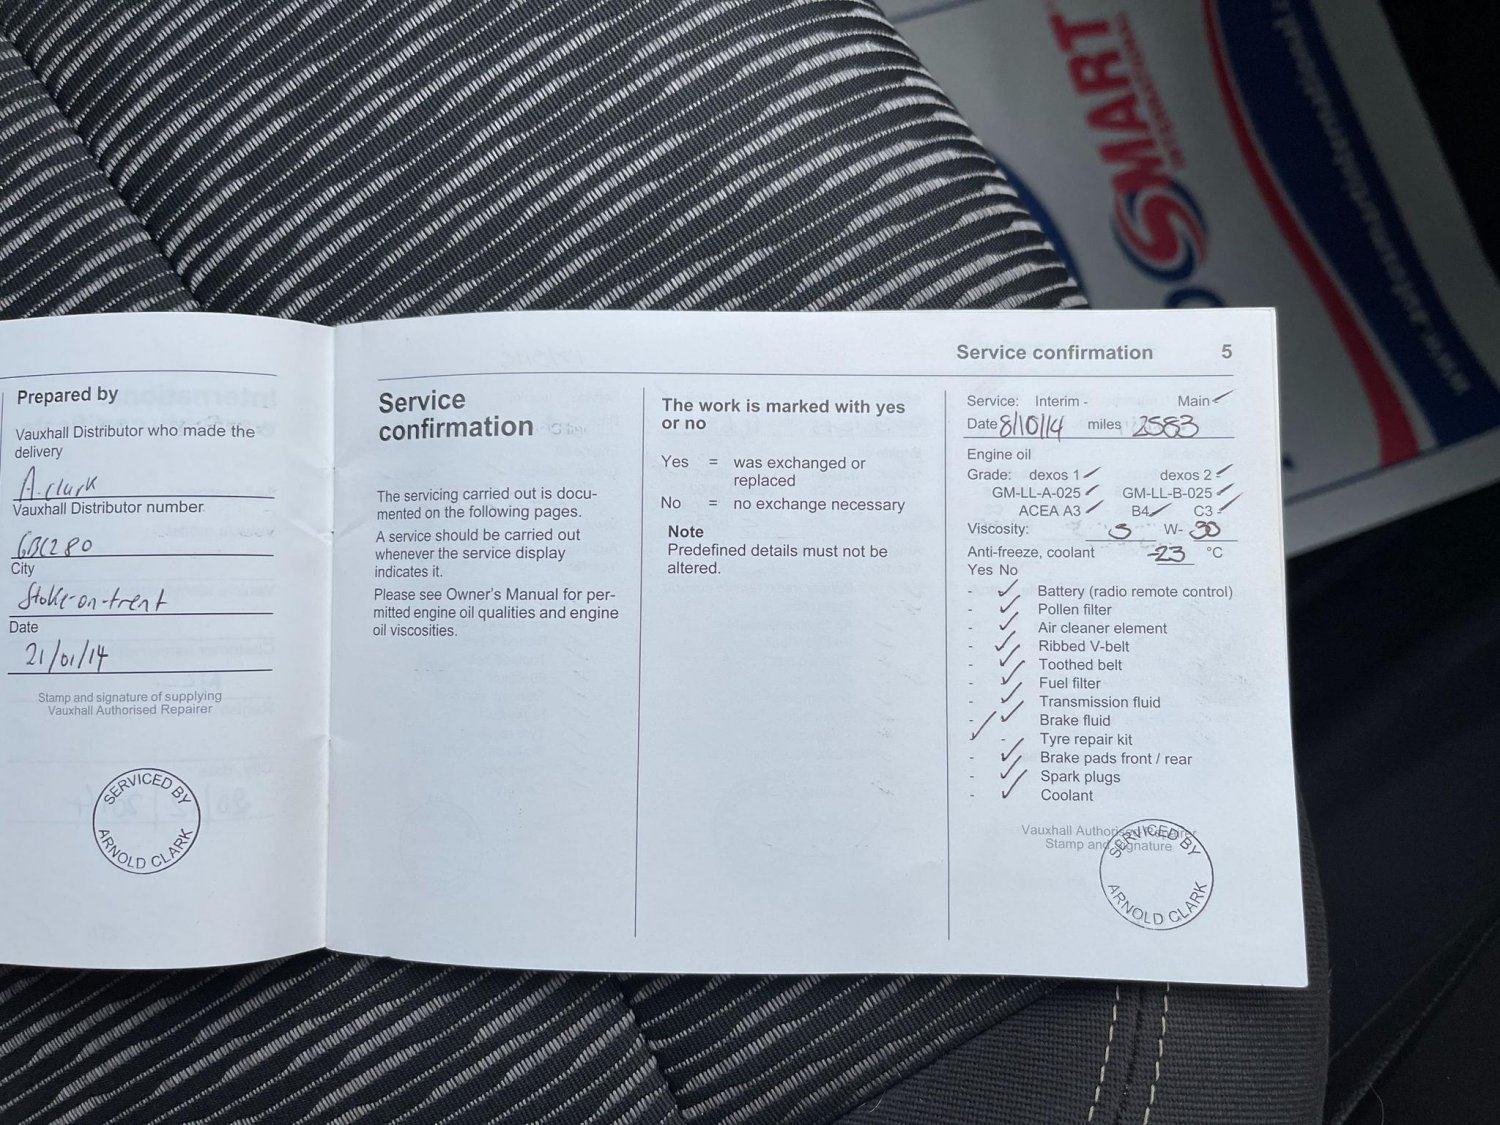 Prepared by
Vauxhall Distributor who made the
delivery
A. Clark
Vauxhall Distributor number
GBC280
City
Stoke-on-trent
Date
21/01/14
Stamp and signature of supplying
Vauxhall Authorised Repairer
SERVICED BY
ARNOLD CLARK
Service confirmation 5
Service
confirmation
The servicing carried out is docu-
mented on the following pages.
A service should be carried out
whenever the service display
indicates it.
Please see Owner's Manual for per-
mitted engine oil qualities and engine
oil viscosities.
The work is marked with yes
or no
Yes = was exchanged or
replaced
No = no exchange necessary
Note
Predefined details must not be
altered.
Service: Interim - Main
Date 8/10/14 miles 2583
Engine oil
Grade: dexos 1 dexos 2
GM-LL-A-025 GM-LL-B-025
ACEA A3 B4 C3
Viscosity: 5 W- 30
Anti-freeze, coolant -23 °C
Yes No
Battery (radio remote control)
Pollen filter
Air cleaner element
Ribbed V-belt
Toothed belt
Fuel filter
Transmission fluid
Brake fluid
Tyre repair kit
Brake pads front / rear
Spark plugs
Coolant
Vauxhall Authorised Repairer
Stamp and signature
SERVICED BY
ARNOLD CLARK
SMART
INTERNATIONAL